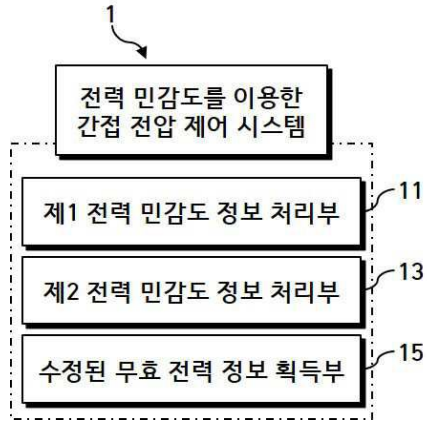 1
전력 민감도를 이용한
간접 전압 제어 시스템
제1 전력 민감도 정보 처리부
11
제2 전력 민감도 정보 처리부
13
수정된 무효 전력 정보 획득부
15